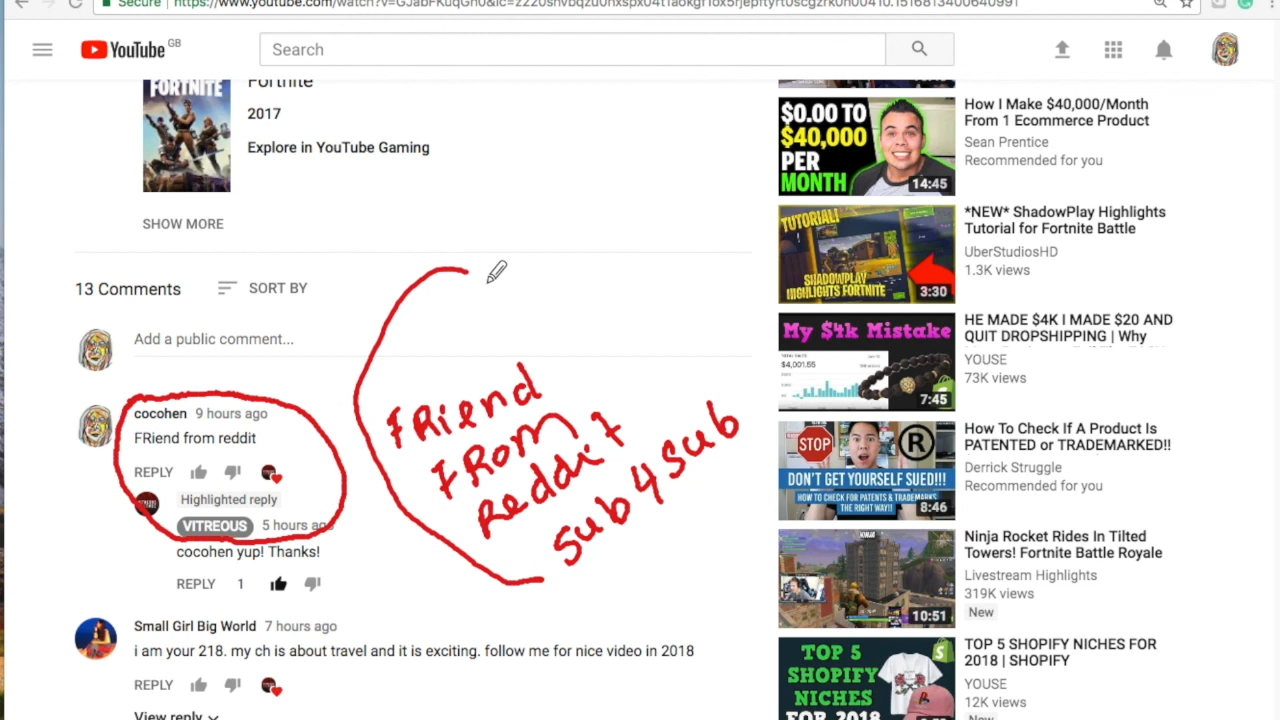 Secure
YouTube GB
Search
FORTNITE
Fortnite
2017
Explore in YouTube Gaming
SHOW MORE
13 Comments
SORT BY
Add a public comment...
cocohen 9 hours ago
FRiend from reddit
REPLY
Highlighted reply
VITREOUS 5 hours ago
cocohen yup! Thanks!
REPLY 1
Small Girl Big World 7 hours ago
i am your 218. my ch is about travel and it is exciting. follow me for nice video in 2018
REPLY
View reply
FRiend
FRom
Reddit
Sub 4 Sub
$0.00 TO
$40,000
PER
MONTH
14:45
How I Make $40,000/Month
From 1 Ecommerce Product
Sean Prentice
Recommended for you
TUTORIAL!
SHADOWPLAY
HIGHLIGHTS FORTNITE
3:30
*NEW* ShadowPlay Highlights
Tutorial for Fortnite Battle
UberStudiosHD
1.3K views
My $4k Mistake
$4,001.55
7:45
HE MADE $4K I MADE $20 AND
QUIT DROPSHIPPING | Why
YOUSE
73K views
STOP
R
DON'T GET YOURSELF SUED!!!
HOW TO CHECK FOR PATENTS & TRADEMARKS
THE RIGHT WAY!!
8:46
How To Check If A Product Is
PATENTED or TRADEMARKED!!
Derrick Struggle
Recommended for you
NINJA
10:51
Ninja Rocket Rides In Tilted
Towers! Fortnite Battle Royale
Livestream Highlights
319K views
New
TOP 5
SHOPIFY
NICHES
FOR 2018
TOP 5 SHOPIFY NICHES FOR
2018 | SHOPIFY
YOUSE
12K views
New